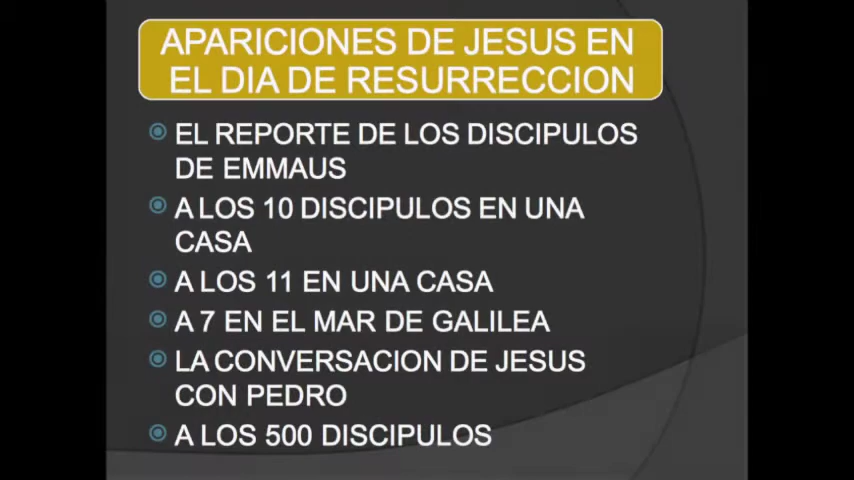 APARICIONES DE JESUS EN
EL DIA DE RESURRECCION
EL REPORTE DE LOS DISCIPULOS
DE EMMAUS
A LOS 10 DISCIPULOS EN UNA
CASA
A LOS 11 EN UNA CASA
A 7 EN EL MAR DE GALILEA
LA CONVERSACION DE JESUS
CON PEDRO
A LOS 500 DISCIPULOS